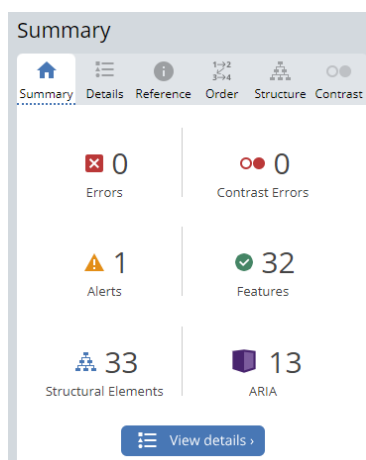 Summary
1→2
3→4
Summary Details Reference Order Structure Contrast
0
0
Errors
Contrast Errors
1
32
Alerts
Features
33
13
Structural Elements
ARIA
View details ›